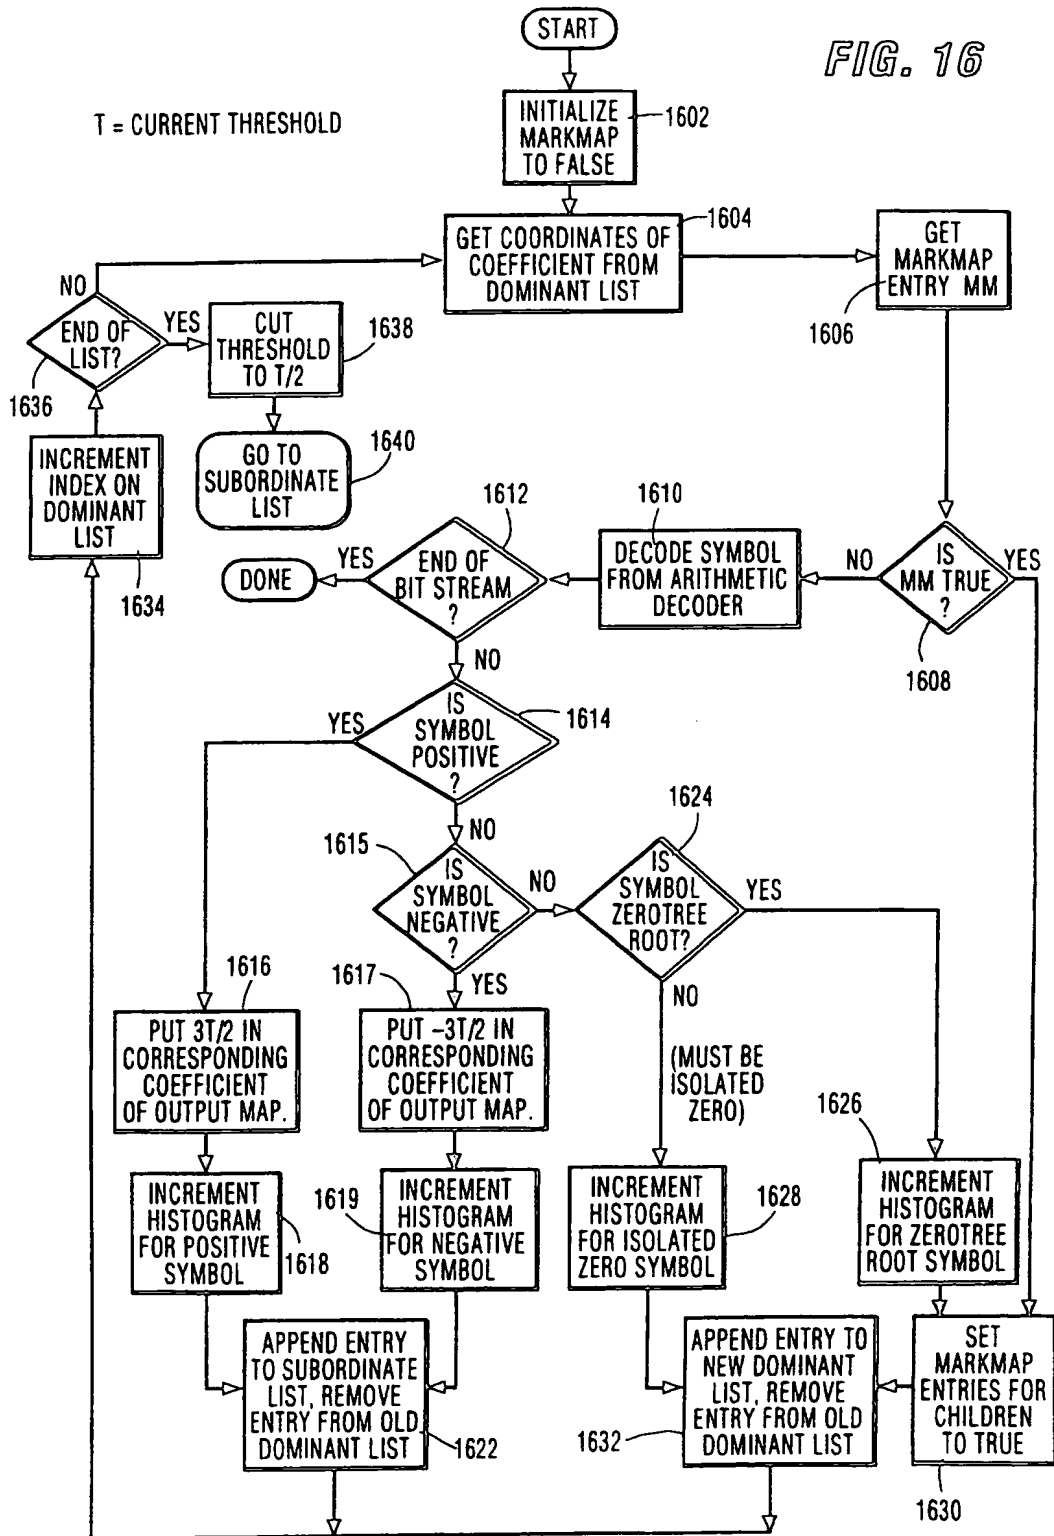 START
FIG. 16
T = CURRENT THRESHOLD
INITIALIZE
MARKMAP
TO FALSE
1602
GET COORDINATES OF
COEFFICIENT FROM
DOMINANT LIST
1604
GET
MARKMAP
ENTRY MM
1606
NO
END OF
LIST?
1636
YES
CUT
THRESHOLD
TO T/2
1638
GO TO
SUBORDINATE
LIST
1640
INCREMENT
INDEX ON
DOMINANT
LIST
1634
DONE
YES
END OF
BIT STREAM
?
1612
NO
1610
DECODE SYMBOL
FROM ARITHMETIC
DECODER
NO
IS
MM TRUE
?
YES
1608
YES
IS
SYMBOL
POSITIVE
?
1614
NO
1615
IS
SYMBOL
NEGATIVE
?
NO
YES
1624
IS
SYMBOL
ZEROTREE
ROOT?
YES
NO
(MUST BE
ISOLATED
ZERO)
1616
PUT 3T/2 IN
CORRESPONDING
COEFFICIENT
OF OUTPUT MAP.
1617
PUT –3T/2 IN
CORRESPONDING
COEFFICIENT
OF OUTPUT MAP.
INCREMENT
HISTOGRAM
FOR POSITIVE
SYMBOL
1618
1619
INCREMENT
HISTOGRAM
FOR NEGATIVE
SYMBOL
INCREMENT
HISTOGRAM
FOR ISOLATED
ZERO SYMBOL
1628
1626
INCREMENT
HISTOGRAM
FOR ZEROTREE
ROOT SYMBOL
APPEND ENTRY
TO SUBORDINATE
LIST, REMOVE
ENTRY FROM OLD
DOMINANT LIST
1622
1632
APPEND ENTRY TO
NEW DOMINANT
LIST, REMOVE
ENTRY FROM OLD
DOMINANT LIST
SET
MARKMAP
ENTRIES FOR
CHILDREN
TO TRUE
1630